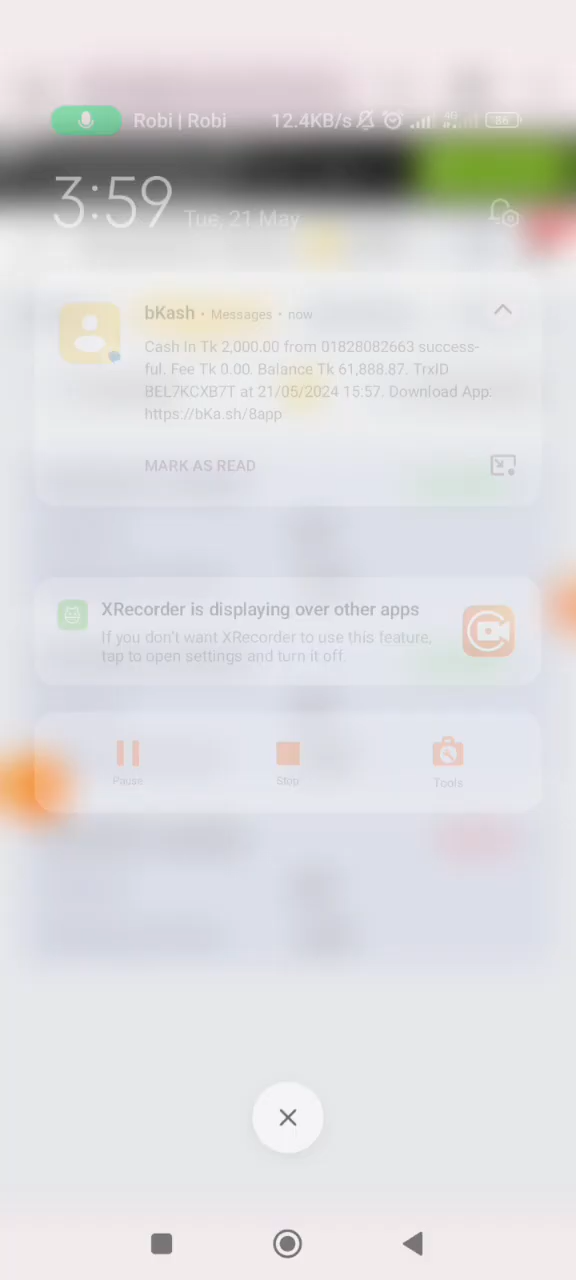 Robi | Robi 12.4KB/s 4G 86
3:59 Tue, 21 May
bKash • Messages • now
Cash In Tk 2,000.00 from 01828082663 success-
ful. Fee Tk 0.00. Balance Tk 61,888.87. TrxID
BEL7KCXB7T at 21/05/2024 15:57. Download App:
https://bKa.sh/8app
MARK AS READ
XRecorder is displaying over other apps
If you don't want XRecorder to use this feature,
tap to open settings and turn it off.
Pause Stop Tools